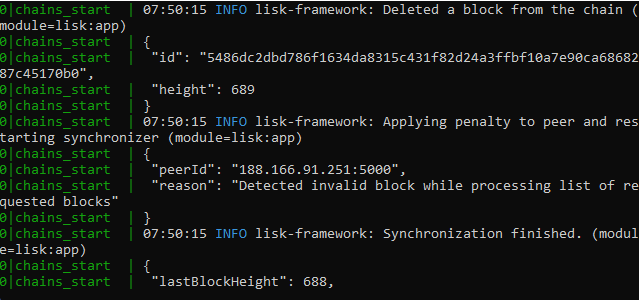 0|chains_start  | 07:50:15 INFO lisk-framework: Deleted a block from the chain (
module=lisk:app)
0|chains_start  | {
0|chains_start  |  "id": "5486dc2dbd786f1634da8315c431f82d24a3ffbf10a7e90ca68682
87c45170b0",
0|chains_start  |  "height": 689
0|chains_start  | }
0|chains_start  | 07:50:15 INFO lisk-framework: Applying penalty to peer and res
tarting synchronizer (module=lisk:app)
0|chains_start  | {
0|chains_start  |  "peerId": "188.166.91.251:5000",
0|chains_start  |  "reason": "Detected invalid block while processing list of re
quested blocks"
0|chains_start  | }
0|chains_start  | 07:50:15 INFO lisk-framework: Synchronization finished. (modul
e=lisk:app)
0|chains_start  | {
0|chains_start  |  "lastBlockHeight": 688,